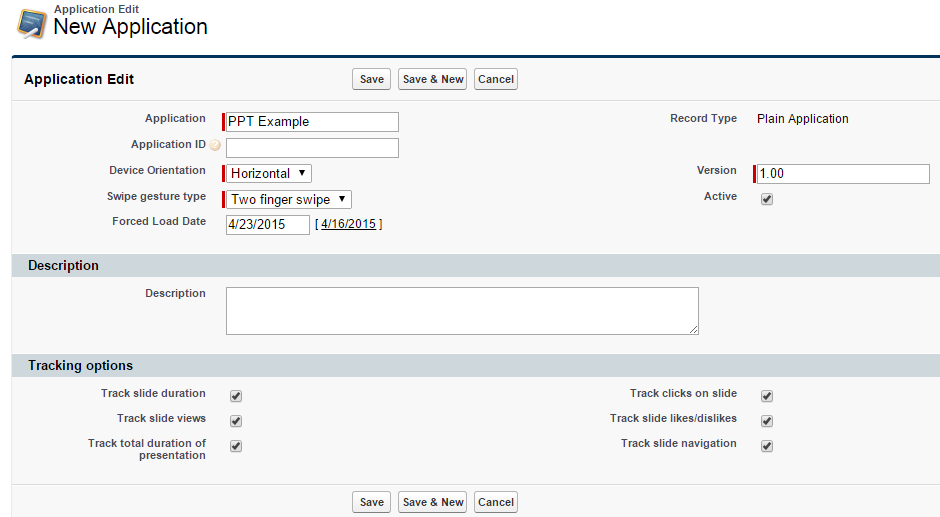 Application Edit
New Application
Application Edit Save Save & New Cancel
Application PPT Example Record Type Plain Application
Application ID ?
Device Orientation Horizontal Version 1.00
Swipe gesture type Two finger swipe Active
Forced Load Date 4/23/2015 [ 4/16/2015 ]
Description
Description
Tracking options
Track slide duration Track clicks on slide
Track slide views Track slide likes/dislikes
Track total duration of Track slide navigation
presentation
Save Save & New Cancel